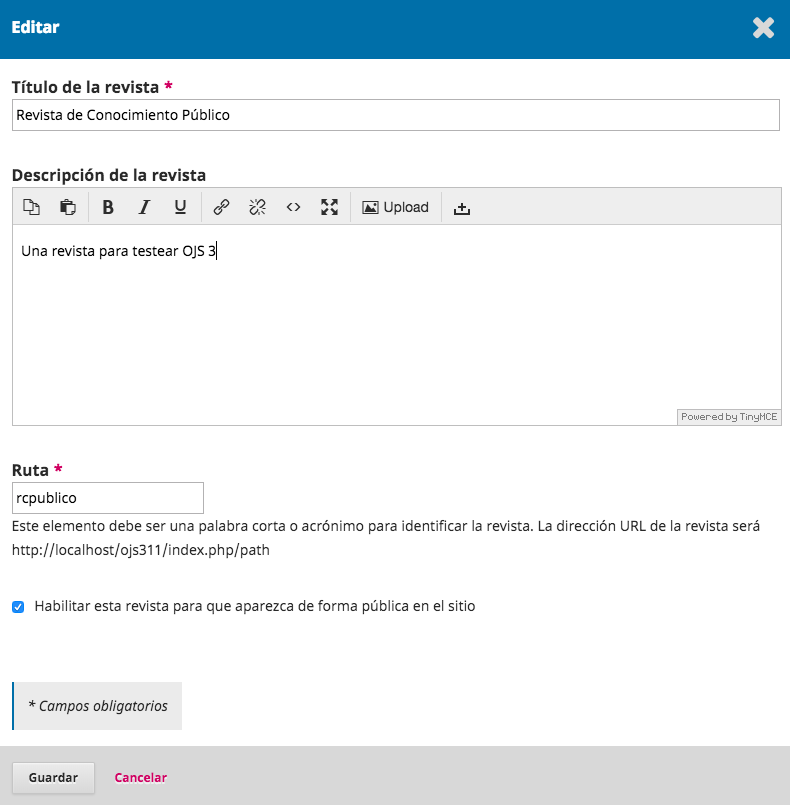 Editar
Título de la revista *
Revista de Conocimiento Público
Descripción de la revista
B I U Upload
Una revista para testear OJS 3
Powered by TinyMCE
Ruta *
rcpublico
Este elemento debe ser una palabra corta o acrónimo para identificar la revista. La dirección URL de la revista será
http://localhost/ojs311/index.php/path
Habilitar esta revista para que aparezca de forma pública en el sitio
* Campos obligatorios
Guardar Cancelar